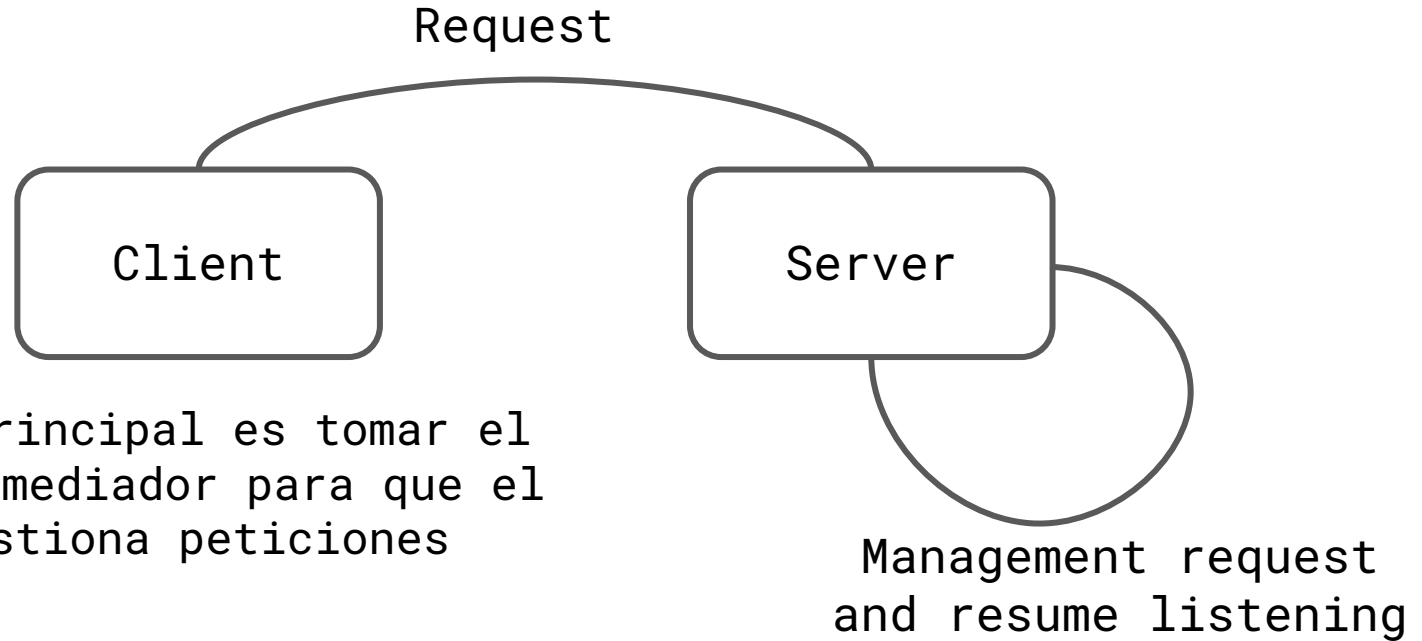 Request
Client
Server
rincipal es tomar el
mediador para que el
stiona peticiones
Management request
and resume listening